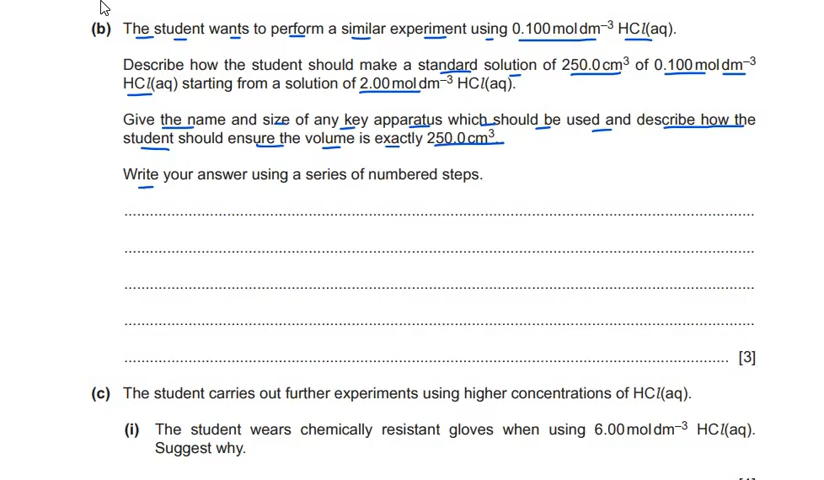 (b) The student wants to perform a similar experiment using 0.100 mol dm⁻³ HCl(aq).
Describe how the student should make a standard solution of 250.0 cm³ of 0.100 mol dm⁻³
HCl(aq) starting from a solution of 2.00 mol dm⁻³ HCl(aq).
Give the name and size of any key apparatus which should be used and describe how the
student should ensure the volume is exactly 250.0 cm³.
Write your answer using a series of numbered steps.
[3]
(c) The student carries out further experiments using higher concentrations of HCl(aq).
(i) The student wears chemically resistant gloves when using 6.00 mol dm⁻³ HCl(aq).
Suggest why.